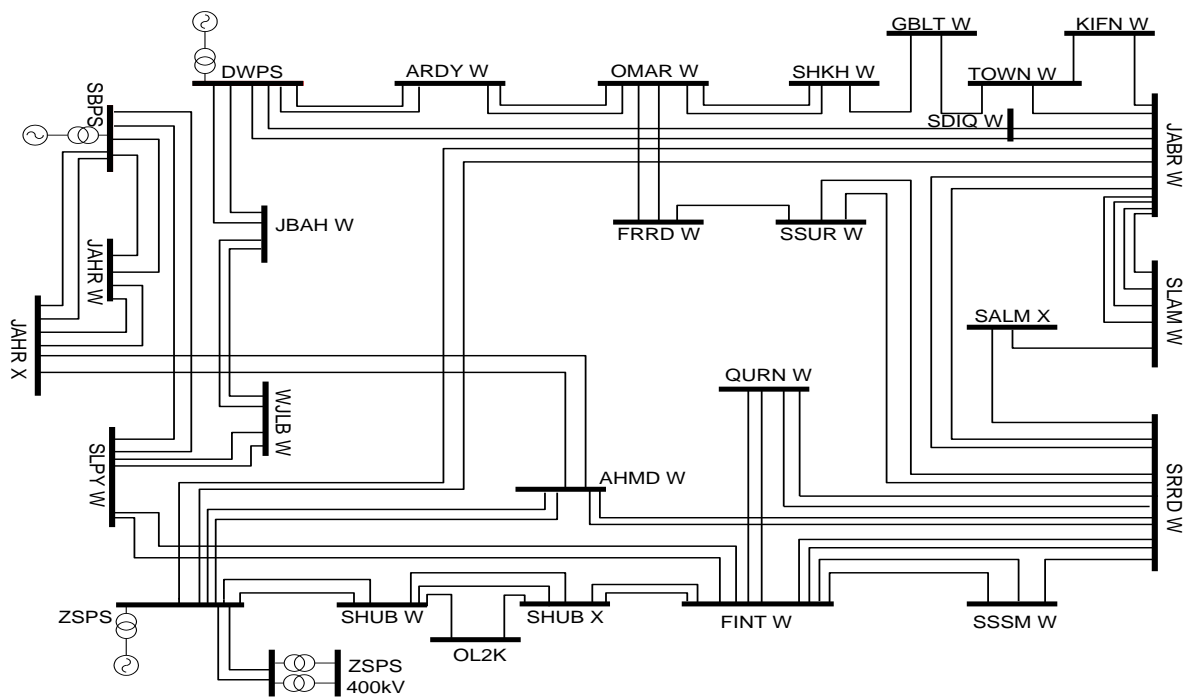 GBLT W
KIFN W
DWPS
ARDY W
OMAR W
SHKH W
TOWN W
SBPS
SDIQ W
JABR W
JBAH W
FRRD W
SSUR W
JAHR W
SLAM W
JAHR X
SALM X
QURN W
WJLB W
SLPY W
AHMD W
SRRD W
ZSPS
SHUB W
SHUB X
FINT W
SSSM W
OL2K
ZSPS
400kV